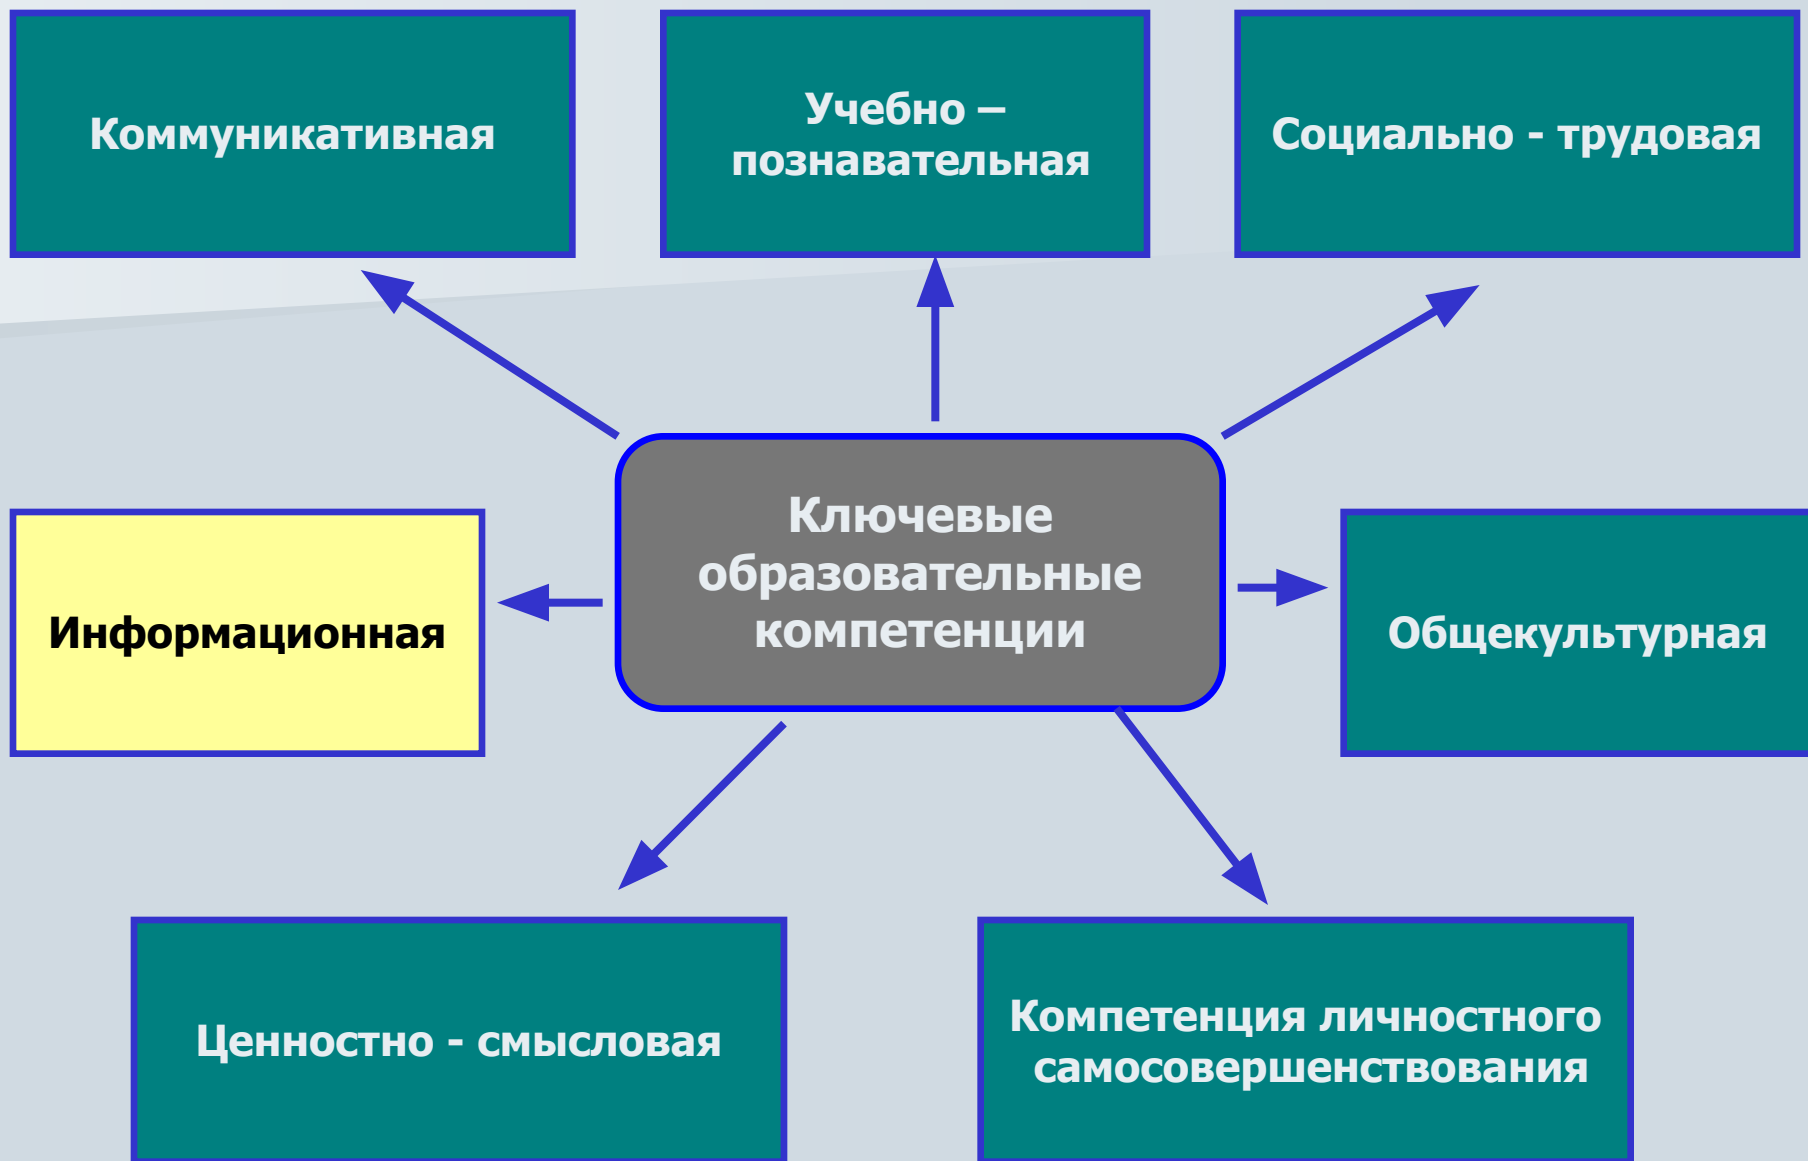 Коммуникативная
Учебно –
познавательная
Социально - трудовая
Ключевые
образовательные
компетенции
Информационная
Общекультурная
Ценностно - смысловая
Компетенция личностного
самосовершенствования